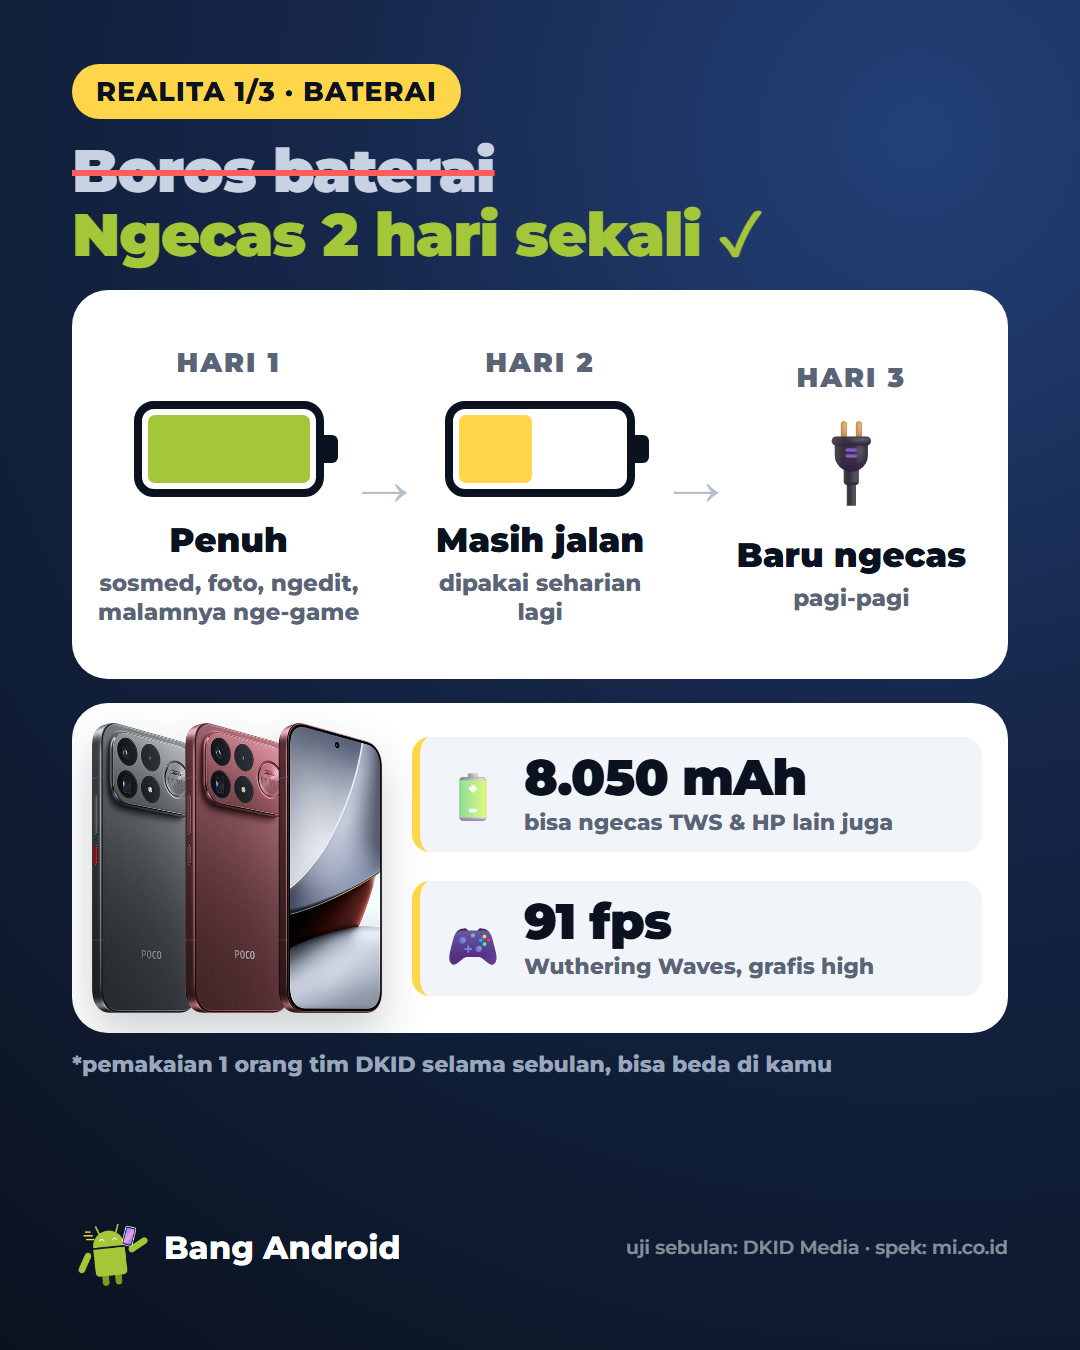 REALITA 1/3 • BATERAI
Boros baterai
Ngecas 2 hari sekali ✓
HARI 1
Penuh
sosmed, foto, ngedit,
malamnya nge-game
→
HARI 2
Masih jalan
dipakai seharian
lagi
→
HARI 3
Baru ngecas
pagi-pagi
POCO
POCO
8.050 mAh
bisa ngecas TWS & HP lain juga
91 fps
Wuthering Waves, grafis high
*pemakaian 1 orang tim DKID selama sebulan, bisa beda di kamu
Bang Android
uji sebulan: DKID Media · spek: mi.co.id